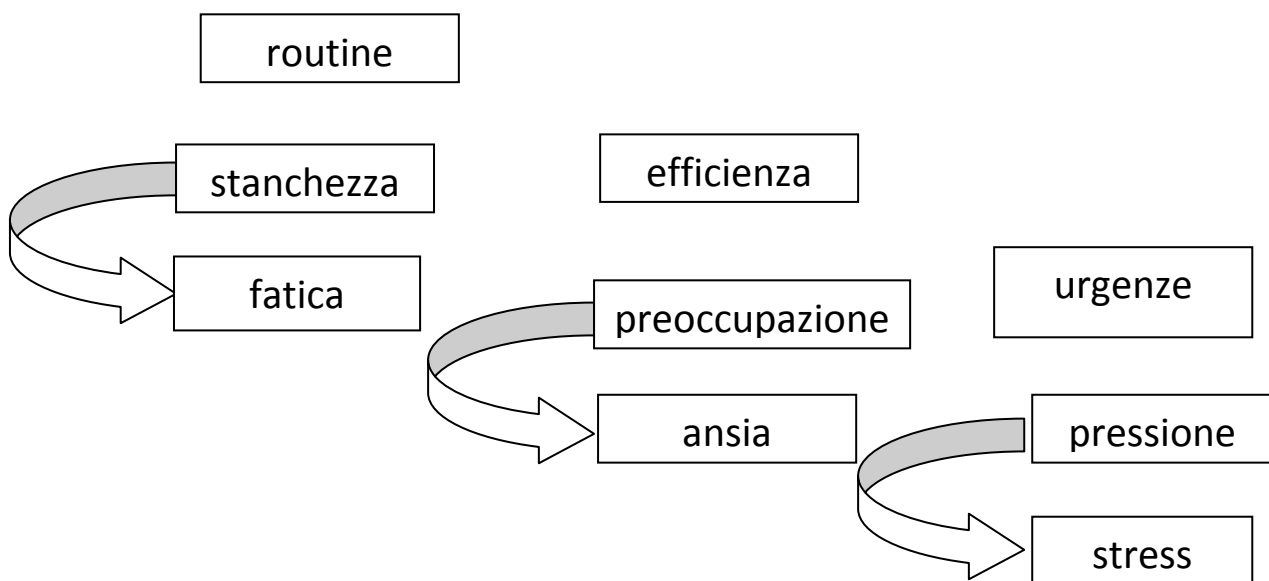 routine
stanchezza
fatica
efficienza
preoccupazione
ansia
urgenze
pressione
stress